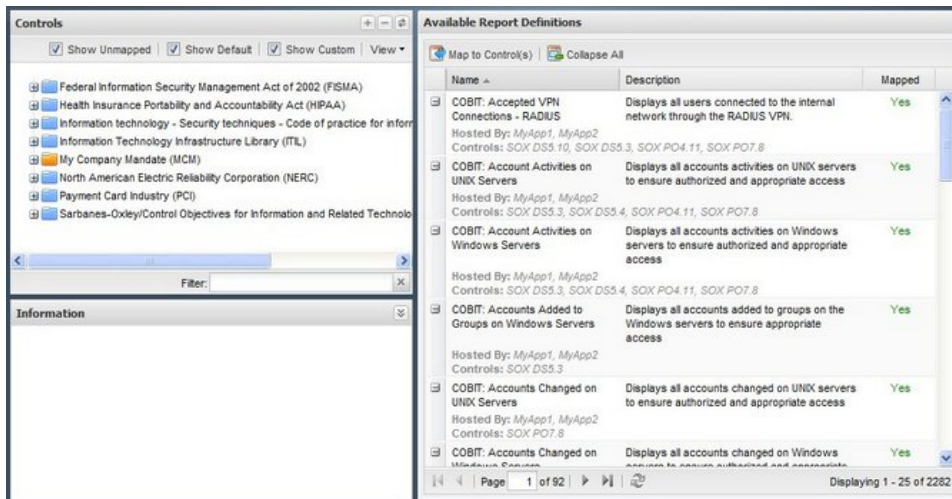 Controls
Show Unmapped
Show Default
Show Custom
View
Federal Information Security Management Act of 2002 (FISMA)
Health Insurance Portability and Accountability Act (HIPAA)
Information technology - Security techniques - Code of practice for inform
Information Technology Infrastructure Library (ITIL)
My Company Mandate (MCM)
North American Electric Reliability Corporation (NERC)
Payment Card Industry (PCI)
Sarbanes-Oxley/Control Objectives for Information and Related Technolo
Filter:
Information
Available Report Definitions
Map to Control(s)
Collapse All
Name Description Mapped
COBIT: Accepted VPN Displays all users connected to the internal Yes
Connections - RADIUS network through the RADIUS VPN.
Hosted By: MyApp1, MyApp2
Controls: SOX DS5.10, SOX DS5.3, SOX PO4.11, SOX PO7.8
COBIT: Account Activities on Displays all accounts activities on UNIX servers Yes
UNIX Servers to ensure authorized and appropriate access
Hosted By: MyApp1, MyApp2
Controls: SOX DS5.3, SOX DS5.4, SOX PO4.11, SOX PO7.8
COBIT: Account Activities on Displays all accounts activities on Windows Yes
Windows Servers servers to ensure authorized and appropriate
access
Hosted By: MyApp1, MyApp2
Controls: SOX DS5.3, SOX DS5.4, SOX PO4.11, SOX PO7.8
COBIT: Accounts Added to Displays all accounts added to groups on the Yes
Groups on Windows Servers Windows servers to ensure appropriate
access
Hosted By: MyApp1, MyApp2
Controls: SOX DS5.3
COBIT: Accounts Changed on Displays all accounts changed on UNIX servers Yes
UNIX Servers to ensure authorized and appropriate access
Hosted By: MyApp1, MyApp2
Controls: SOX PO7.8
COBIT: Accounts Changed on Displays all accounts changed on Windows Yes
Page 1 of 92
Displaying 1 - 25 of